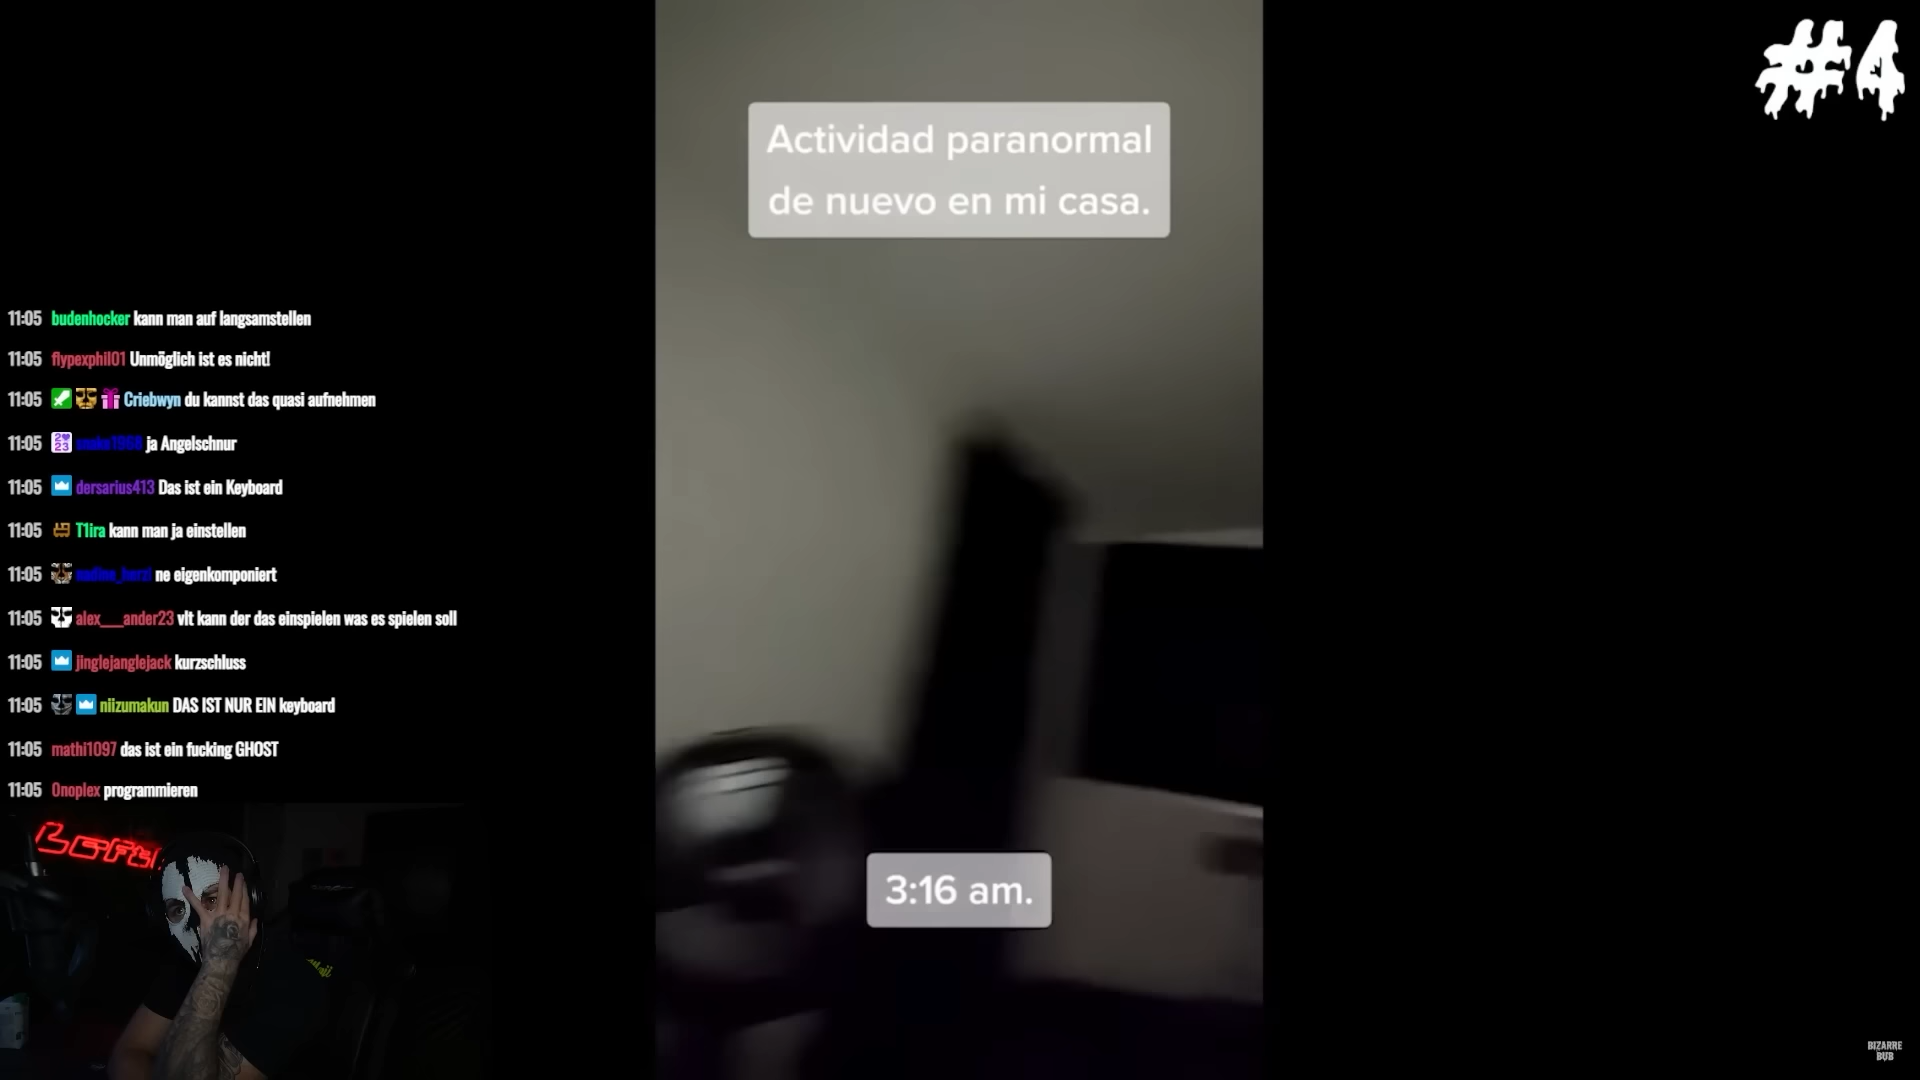 #4
Actividad paranormal
de nuevo en mi casa.
11:05 budenhocker kann man auf langsamstellen
11:05 flypexphil01 Unmöglich ist es nicht!
11:05 Criebwyn du kannst das quasi aufnehmen
11:05 ja Angelschnur
11:05 dersarius413 Das ist ein Keyboard
11:05 T1ira kann man ja einstellen
11:05 ne eigenkomponiert
11:05 alex___ander23 vlt kann der das einspielen was es spielen soll
11:05 jinglejanglejack kurzschluss
11:05 niizumakun DAS IST NUR EIN keyboard
11:05 mathi1097 das ist ein fucking GHOST
11:05 Onoplex programmieren
3:16 am.
BIZARRE
BUB